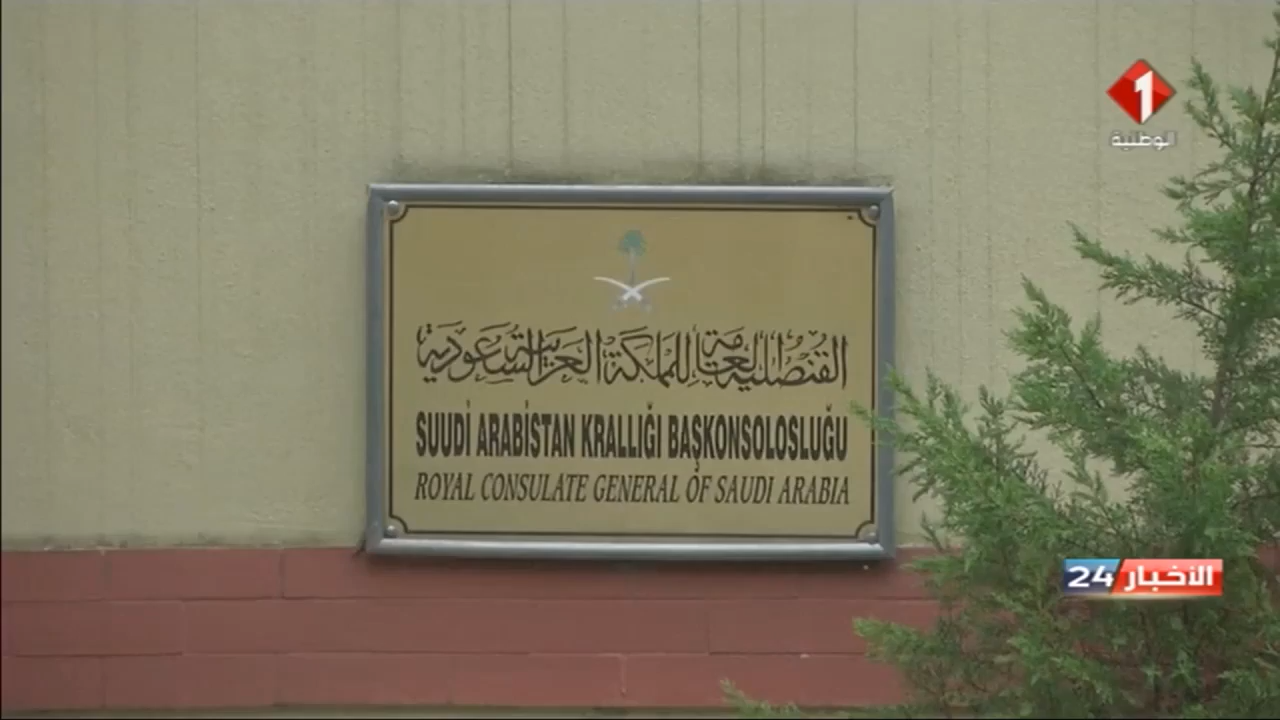 1
الوطنية
القنصلية العامة للمملكة العربية السعودية
SUUDİ ARABİSTAN KRALLIĞI BAŞKONSOLOSLUĞU
ROYAL CONSULATE GENERAL OF SAUDI ARABIA
الأخبار 24